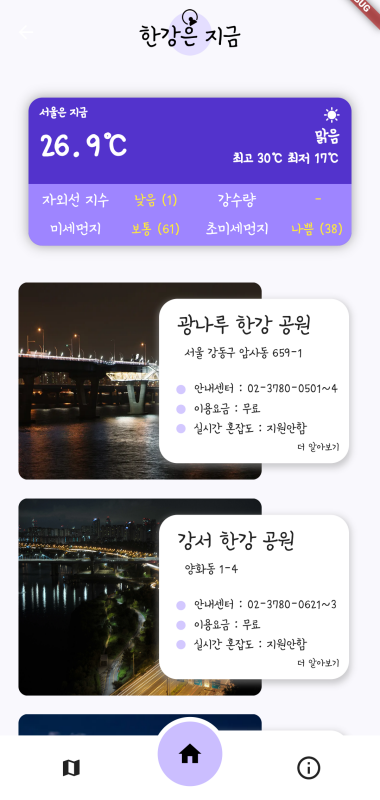 한강은 지금
서울은 지금
26.9℃
맑음
최고 30℃ 최저 17℃
자외선 지수 낮음 (1) 강수량 -
미세먼지 보통 (61) 초미세먼지 나쁨 (38)
광나루 한강 공원
서울 강동구 암사동 659-1
안내센터 : 02-3780-0501~4
이용요금 : 무료
실시간 혼잡도 : 지원안함
더 알아보기
강서 한강 공원
양화동 1-4
안내센터 : 02-3780-0621~3
이용요금 : 무료
실시간 혼잡도 : 지원안함
더 알아보기